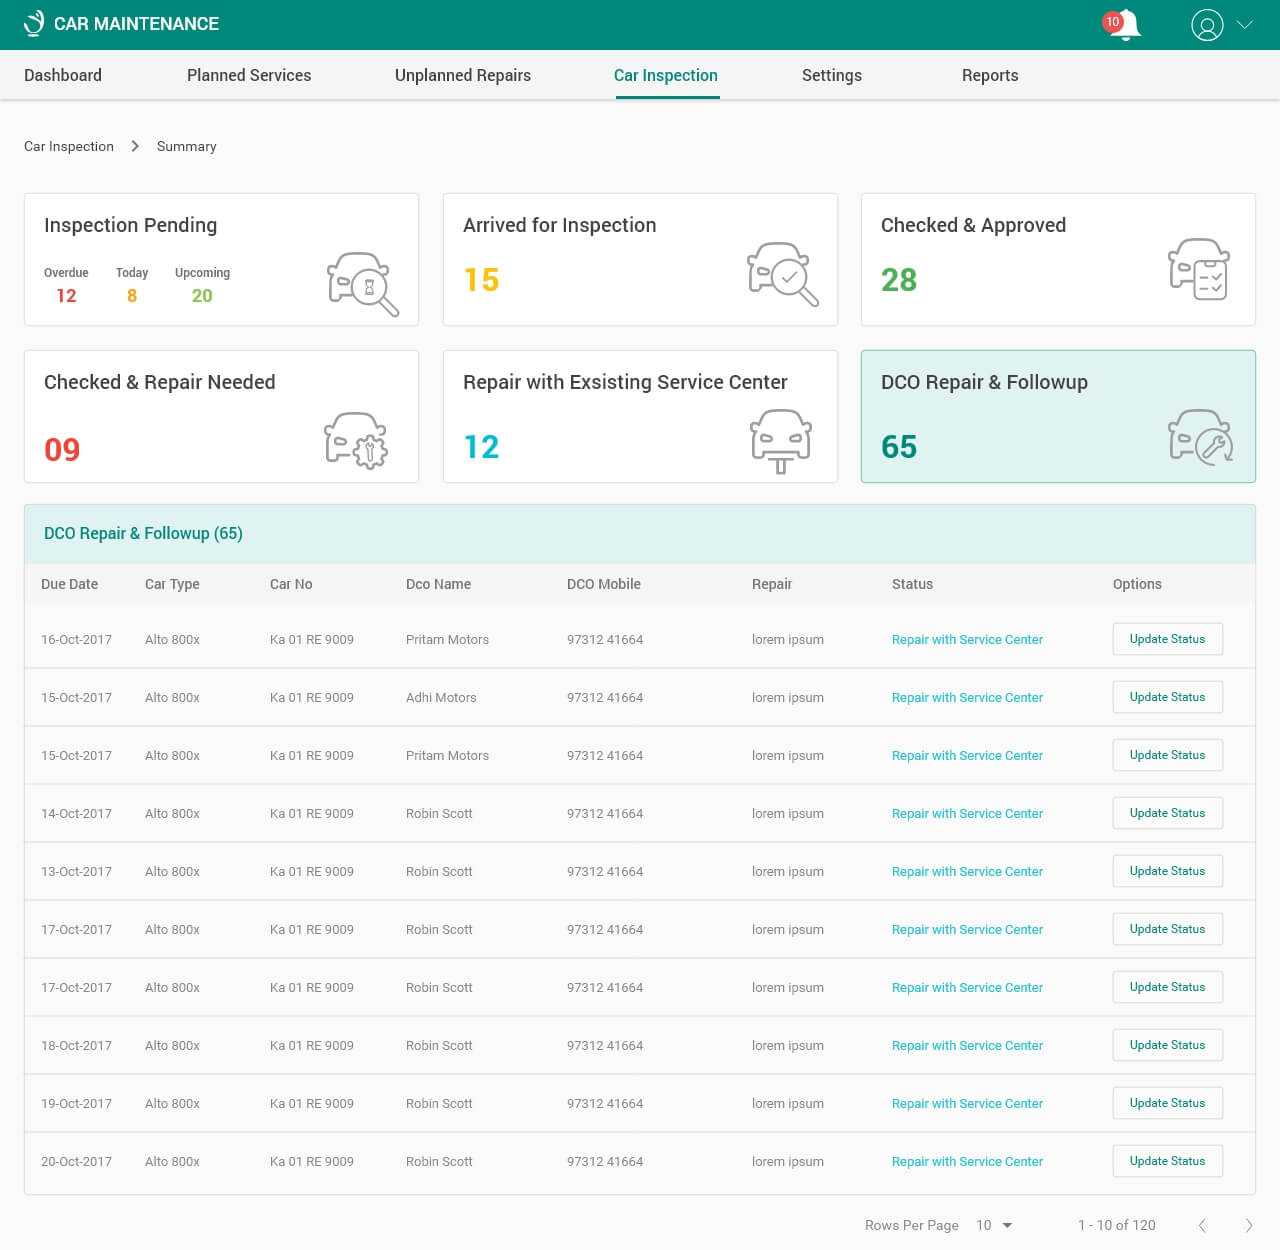 CAR MAINTENANCE
10
Dashboard Planned Services Unplanned Repairs Car Inspection Settings Reports
Car Inspection Summary
Inspection Pending
Overdue Today Upcoming
12 8 20
Arrived for Inspection
15
Checked & Approved
28
Checked & Repair Needed
09
Repair with Exsisting Service Center
12
DCO Repair & Followup
65
DCO Repair & Followup (65)
Due Date Car Type Car No Dco Name DCO Mobile Repair Status Options
16-Oct-2017 Alto 800x Ka 01 RE 9009 Pritam Motors 97312 41664 lorem ipsum Repair with Service Center Update Status
15-Oct-2017 Alto 800x Ka 01 RE 9009 Adhi Motors 97312 41664 lorem ipsum Repair with Service Center Update Status
15-Oct-2017 Alto 800x Ka 01 RE 9009 Pritam Motors 97312 41664 lorem ipsum Repair with Service Center Update Status
14-Oct-2017 Alto 800x Ka 01 RE 9009 Robin Scott 97312 41664 lorem ipsum Repair with Service Center Update Status
13-Oct-2017 Alto 800x Ka 01 RE 9009 Robin Scott 97312 41664 lorem ipsum Repair with Service Center Update Status
17-Oct-2017 Alto 800x Ka 01 RE 9009 Robin Scott 97312 41664 lorem ipsum Repair with Service Center Update Status
17-Oct-2017 Alto 800x Ka 01 RE 9009 Robin Scott 97312 41664 lorem ipsum Repair with Service Center Update Status
18-Oct-2017 Alto 800x Ka 01 RE 9009 Robin Scott 97312 41664 lorem ipsum Repair with Service Center Update Status
19-Oct-2017 Alto 800x Ka 01 RE 9009 Robin Scott 97312 41664 lorem ipsum Repair with Service Center Update Status
20-Oct-2017 Alto 800x Ka 01 RE 9009 Robin Scott 97312 41664 lorem ipsum Repair with Service Center Update Status
Rows Per Page 10 1 - 10 of 120